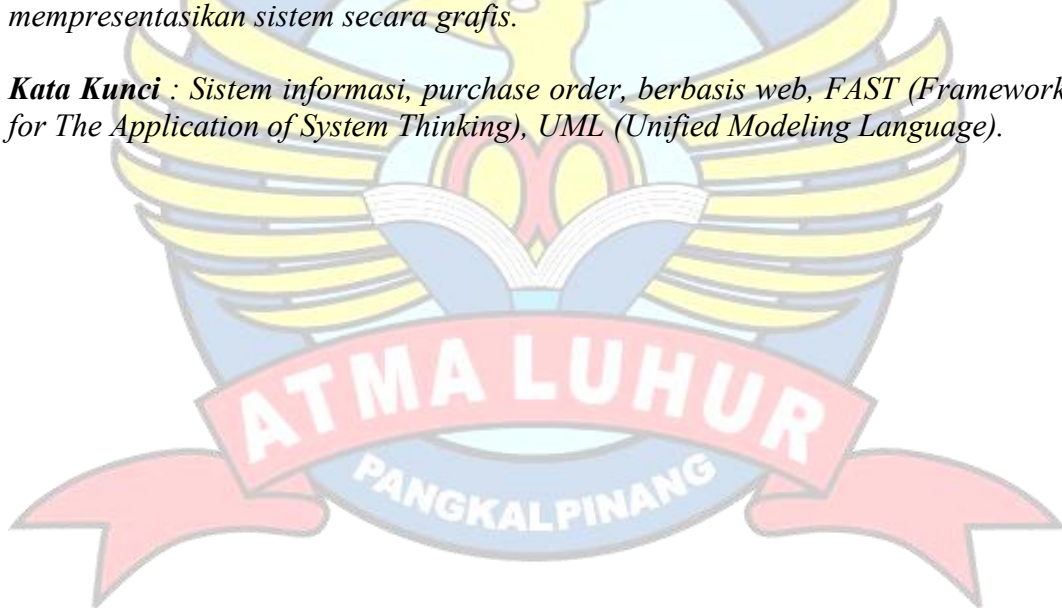 mempresentasikan sistem secara grafis.
Kata Kunci : Sistem informasi, purchase order, berbasis web, FAST (Framework
for The Application of System Thinking), UML (Unified Modeling Language).
ATMA LUHUR
PANGKALPINANG